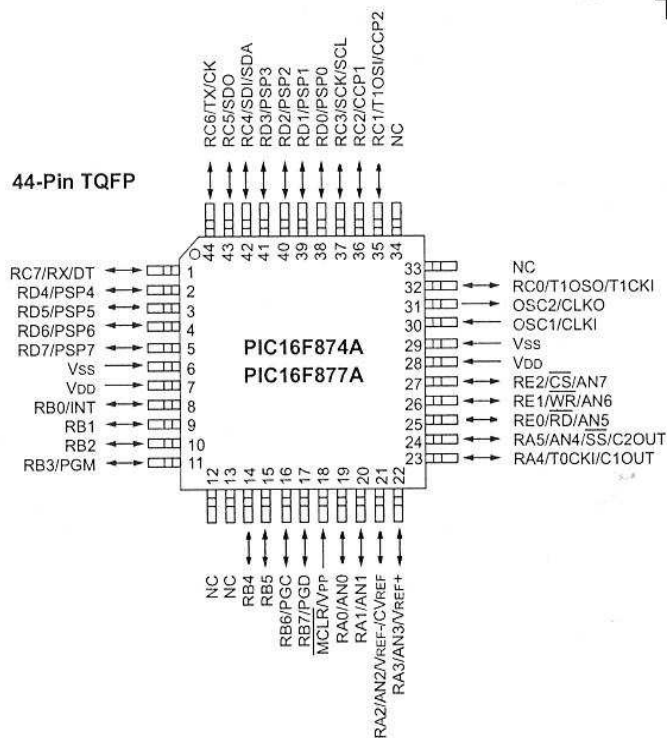 RC6/TX/CK
RC5/SDO
RC4/SDI/SDA
RD3/PSP3
RD2/PSP2
RD1/PSP1
RD0/PSP0
RC3/SCK/SCL
RC2/CCP1
RC1/T1OSI/CCP2
NC
44-Pin TQFP
44
43
42
41
40
39
38
37
36
35
34
RC7/RX/DT 1
RD4/PSP4 2
RD5/PSP5 3
RD6/PSP6 4
RD7/PSP7 5
VSS 6
VDD 7
RB0/INT 8
RB1 9
RB2 10
RB3/PGM 11
PIC16F874A
PIC16F877A
33 NC
32 RC0/T1OSO/T1CKI
31 OSC2/CLKO
30 OSC1/CLKI
29 VSS
28 VDD
27 RE2/CS/AN7
26 RE1/WR/AN6
25 RE0/RD/AN5
24 RA5/AN4/SS/C2OUT
23 RA4/T0CKI/C1OUT
12
13
14
15
16
17
18
19
20
21
22
NC
NC
RB4
RB5
RB6/PGC
RB7/PGD
MCLR/VPP
RA0/AN0
RA1/AN1
RA2/AN2/VREF-/CVREF
RA3/AN3/VREF+